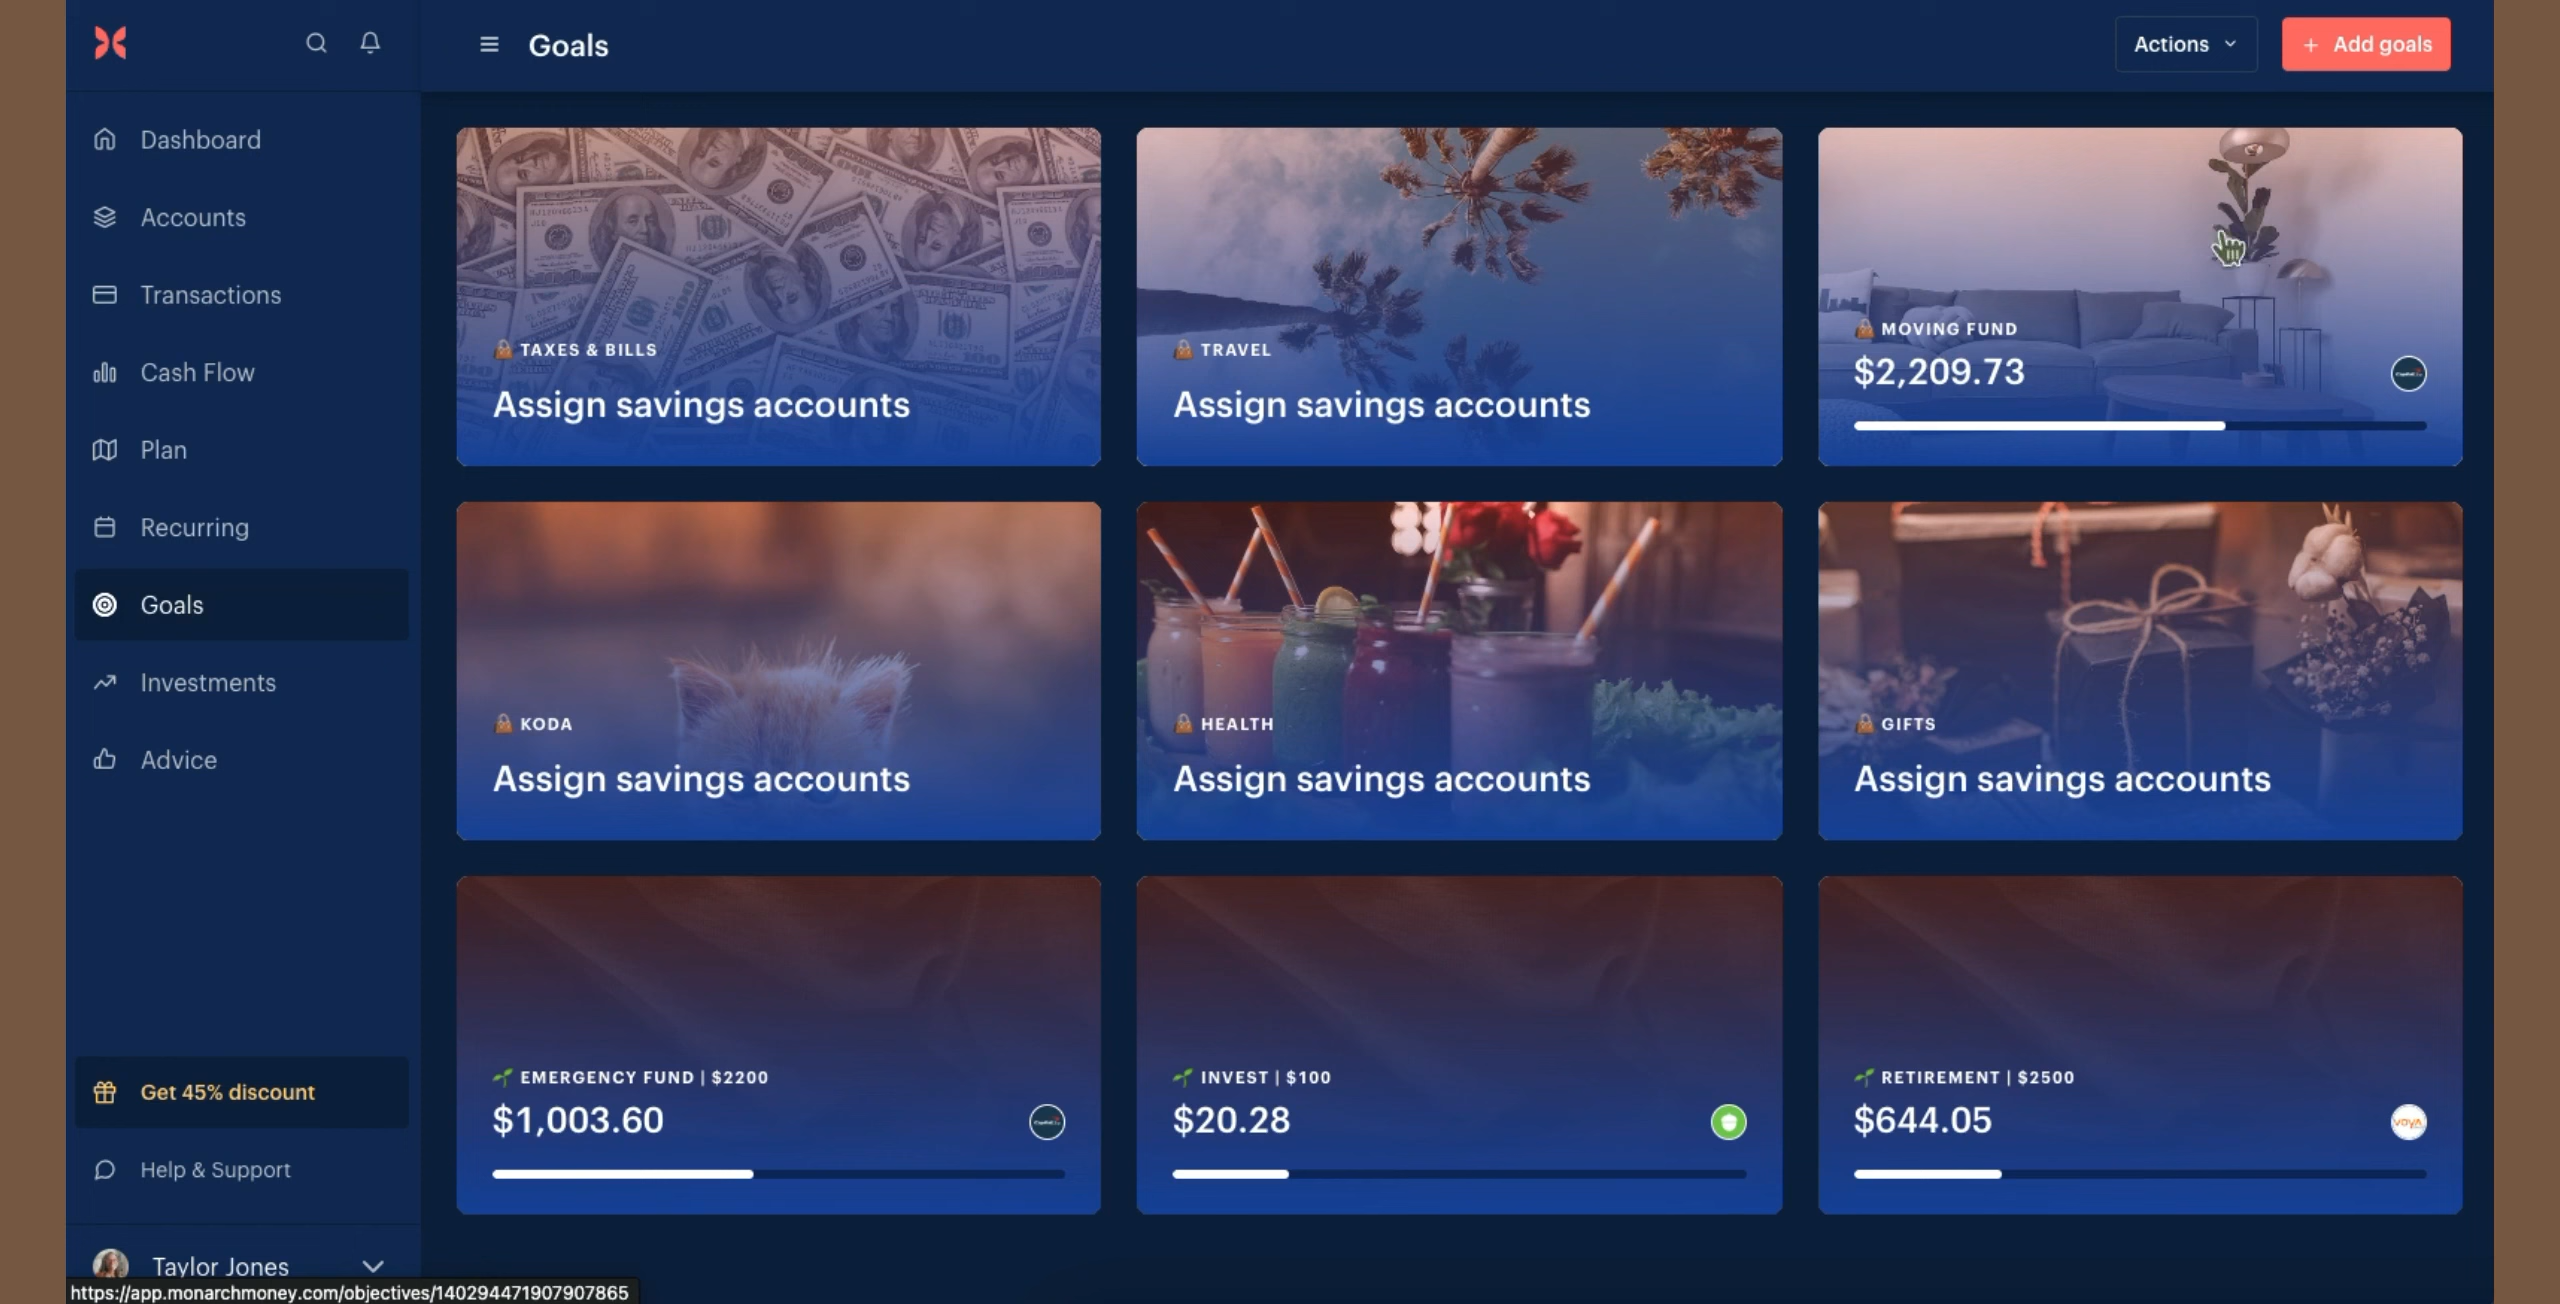 Goals
Actions
+ Add goals
Dashboard
Accounts
Transactions
Cash Flow
Plan
Recurring
Goals
Investments
Advice
Get 45% discount
Help & Support
Taylor Jones
https://app.monarchmoney.com/objectives/140294471907907865
TAXES & BILLS
Assign savings accounts
TRAVEL
Assign savings accounts
MOVING FUND
$2,209.73
KODA
Assign savings accounts
HEALTH
Assign savings accounts
GIFTS
Assign savings accounts
EMERGENCY FUND | $2200
$1,003.60
INVEST | $100
$20.28
RETIREMENT | $2500
$644.05
VOYA